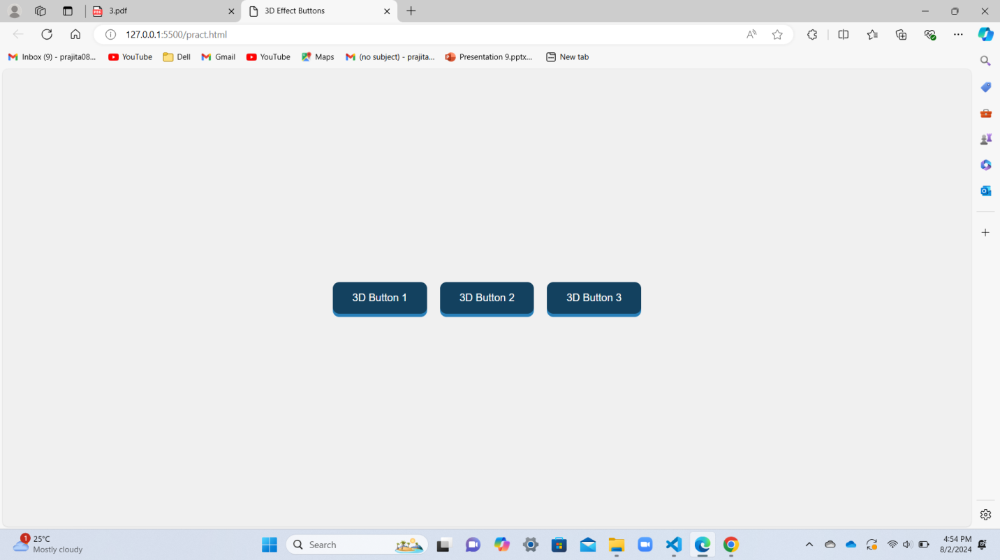 3.pdf
3D Effect Buttons
127.0.0.1:5500/pract.html
Inbox (9) - prajita08...
YouTube
Dell
Gmail
YouTube
Maps
(no subject) - prajita...
Presentation 9.pptx...
New tab
3D Button 1
3D Button 2
3D Button 3
1
25°C
Mostly cloudy
Search
4:54 PM
8/2/2024